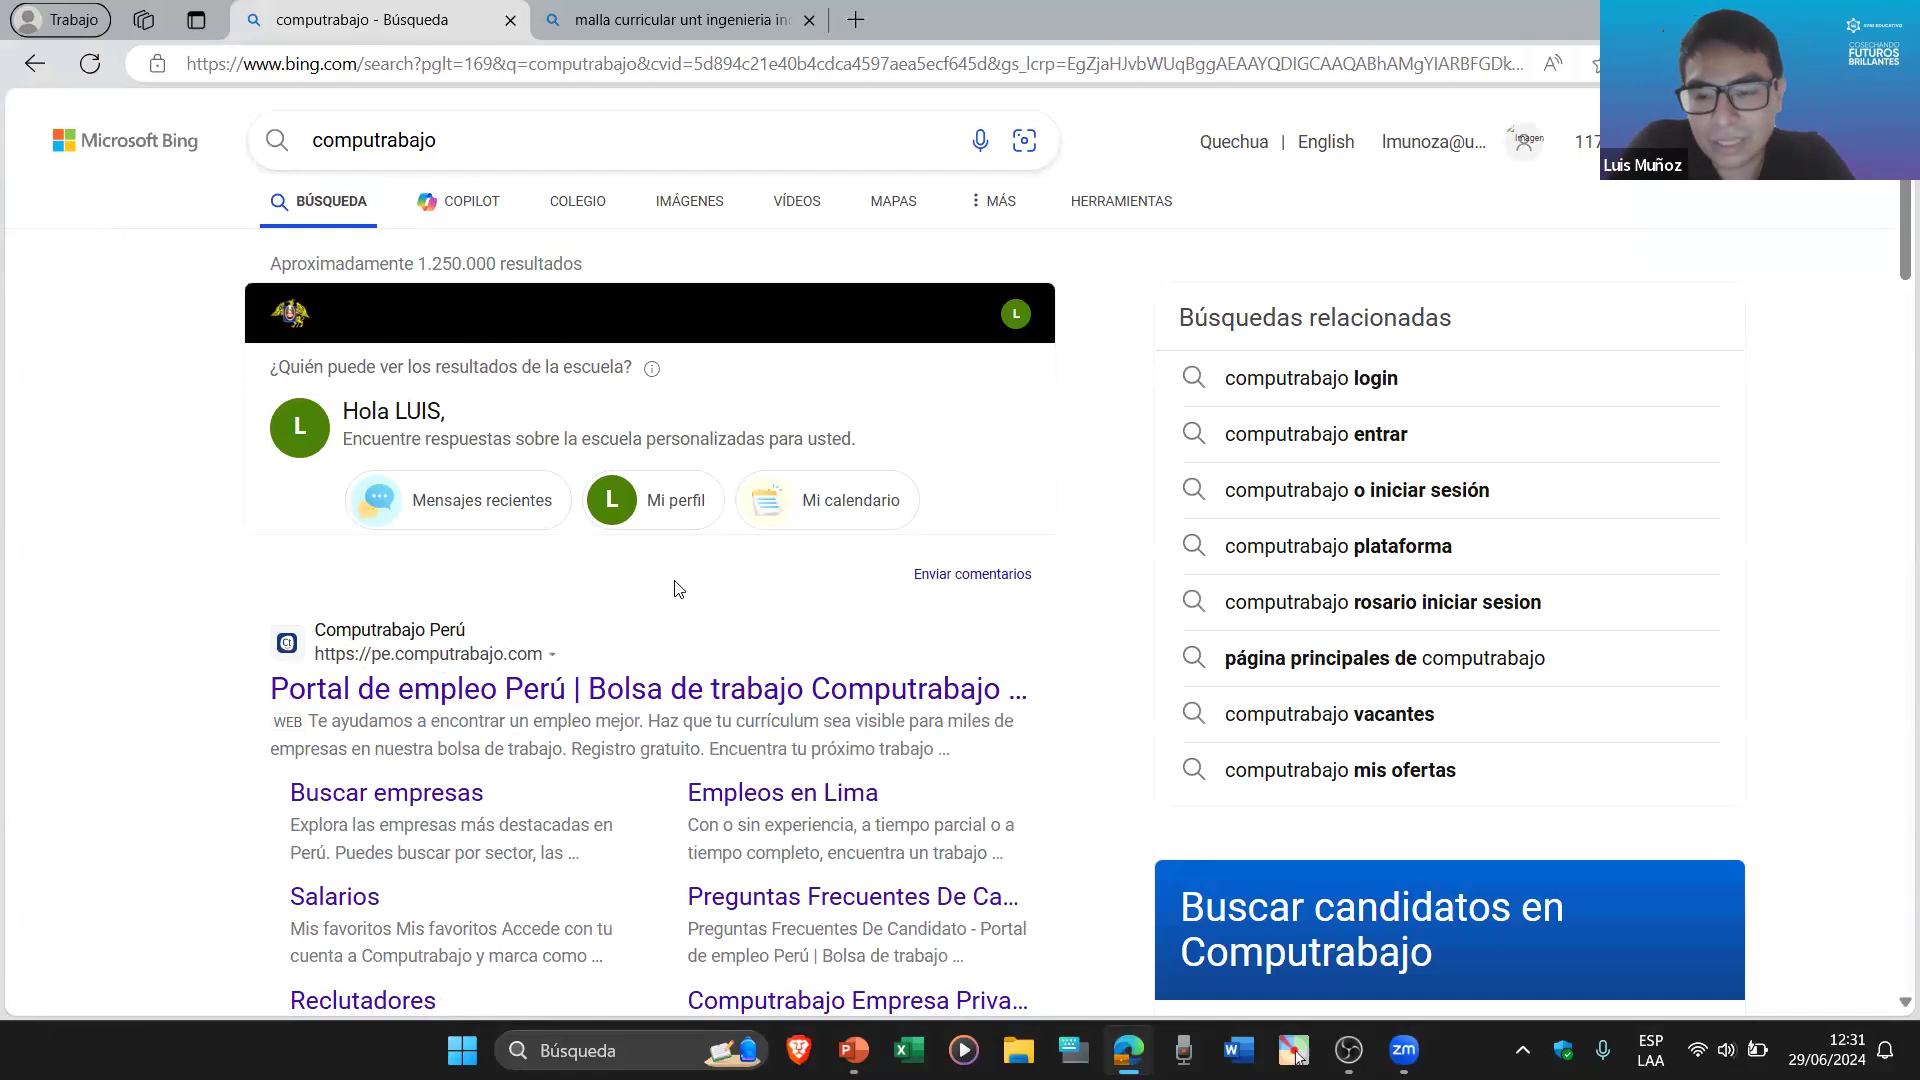 Trabajo
computrabajo - Búsqueda
malla curricular unt ingenieria in
https://www.bing.com/search?pglt=169&q=computrabajo&cvid=5d894c21e40b4cdca4597aea5ecf645d&gs_lcrp=EgZjaHJvbWUqBggAEAAYQDIGCAAQABhAMgYIARBFGDk...
AYNI EDUCATIVO
COSECHANDO
FUTUROS
BRILLANTES
Luis Muñoz
Microsoft Bing
computrabajo
Quechua | English
lmunoza@u...
Imagen
117
BÚSQUEDA
COPILOT
COLEGIO
IMÁGENES
VÍDEOS
MAPAS
MÁS
HERRAMIENTAS
Aproximadamente 1.250.000 resultados
L
¿Quién puede ver los resultados de la escuela?
L
Hola LUIS,
Encuentre respuestas sobre la escuela personalizadas para usted.
Mensajes recientes
L
Mi perfil
Mi calendario
Enviar comentarios
Ct
Computrabajo Perú
https://pe.computrabajo.com
Portal de empleo Perú | Bolsa de trabajo Computrabajo ...
WEB Te ayudamos a encontrar un empleo mejor. Haz que tu currículum sea visible para miles de
empresas en nuestra bolsa de trabajo. Registro gratuito. Encuentra tu próximo trabajo ...
Buscar empresas
Explora las empresas más destacadas en
Perú. Puedes buscar por sector, las ...
Empleos en Lima
Con o sin experiencia, a tiempo parcial o a
tiempo completo, encuentra un trabajo ...
Salarios
Mis favoritos Mis favoritos Accede con tu
cuenta a Computrabajo y marca como ...
Preguntas Frecuentes De Ca...
Preguntas Frecuentes De Candidato - Portal
de empleo Perú | Bolsa de trabajo ...
Reclutadores
Computrabajo Empresa Priva...
Búsquedas relacionadas
computrabajo login
computrabajo entrar
computrabajo o iniciar sesión
computrabajo plataforma
computrabajo rosario iniciar sesion
página principales de computrabajo
computrabajo vacantes
computrabajo mis ofertas
Buscar candidatos en
Computrabajo
Búsqueda
zm
ESP
LAA
12:31
29/06/2024